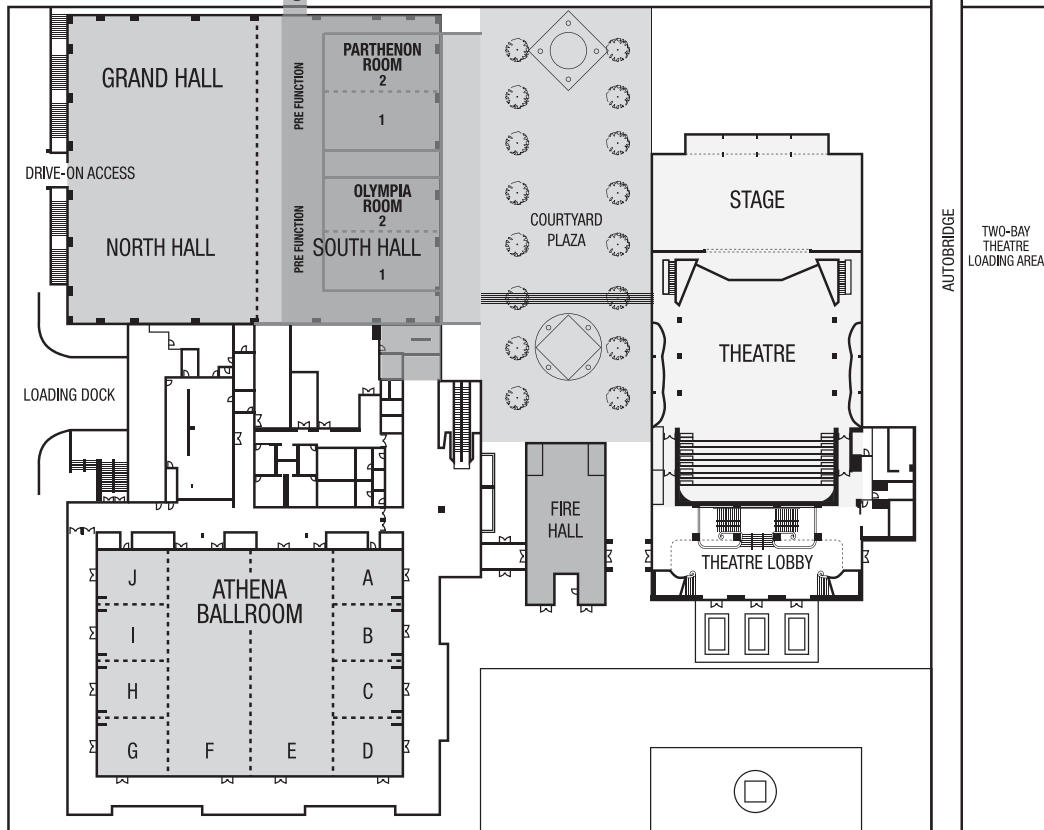 GRAND HALL
PRE FUNCTION
PARTHENON
ROOM
2
1
DRIVE-ON ACCESS
NORTH HALL
PRE FUNCTION
OLYMPIA
ROOM
2
SOUTH HALL
1
COURTYARD
PLAZA
STAGE
THEATRE
AUTOBRIDGE
TWO-BAY
THEATRE
LOADING AREA
LOADING DOCK
FIRE
HALL
THEATRE LOBBY
ATHENA
BALLROOM
J
A
I
B
H
C
G
F
E
D